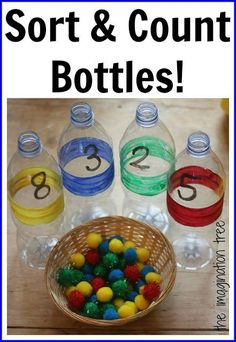 Sort & Count
Bottles!
8 3 2 5
the imagination tree